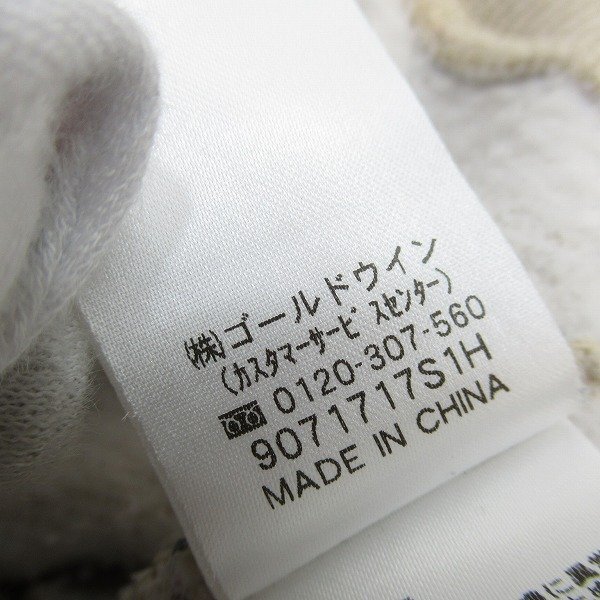 (株)ゴールドウイン
(カスタマーサービスセンター)
0120-307-560
9071717S1H
MADE IN CHINA